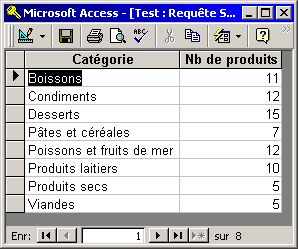 Microsoft Access - [Test : Requête S...
Catégorie Nb de produits
Boissons 11
Condiments 12
Desserts 15
Pâtes et céréales 7
Poissons et fruits de mer 12
Produits laitiers 10
Produits secs 5
Viandes 5
Enr: 1 sur 8